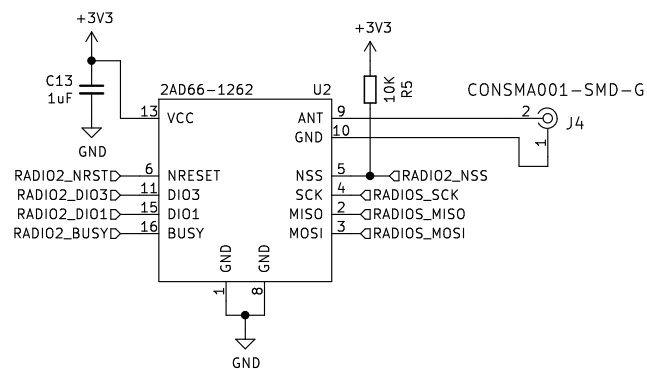 +3V3
+3V3
C13
1uF
10K
R5
GND
2AD66-1262
U2
CONSMA001-SMD-G
13
VCC
ANT
9
2
J4
GND
10
1
RADIO2_NRST
6
NRESET
NSS
5
RADIO2_NSS
RADIO2_DIO3
11
DIO3
SCK
4
RADIOS_SCK
RADIO2_DIO1
15
DIO1
MISO
2
RADIOS_MISO
RADIO2_BUSY
16
BUSY
MOSI
3
RADIOS_MOSI
GND
GND
1
8
GND